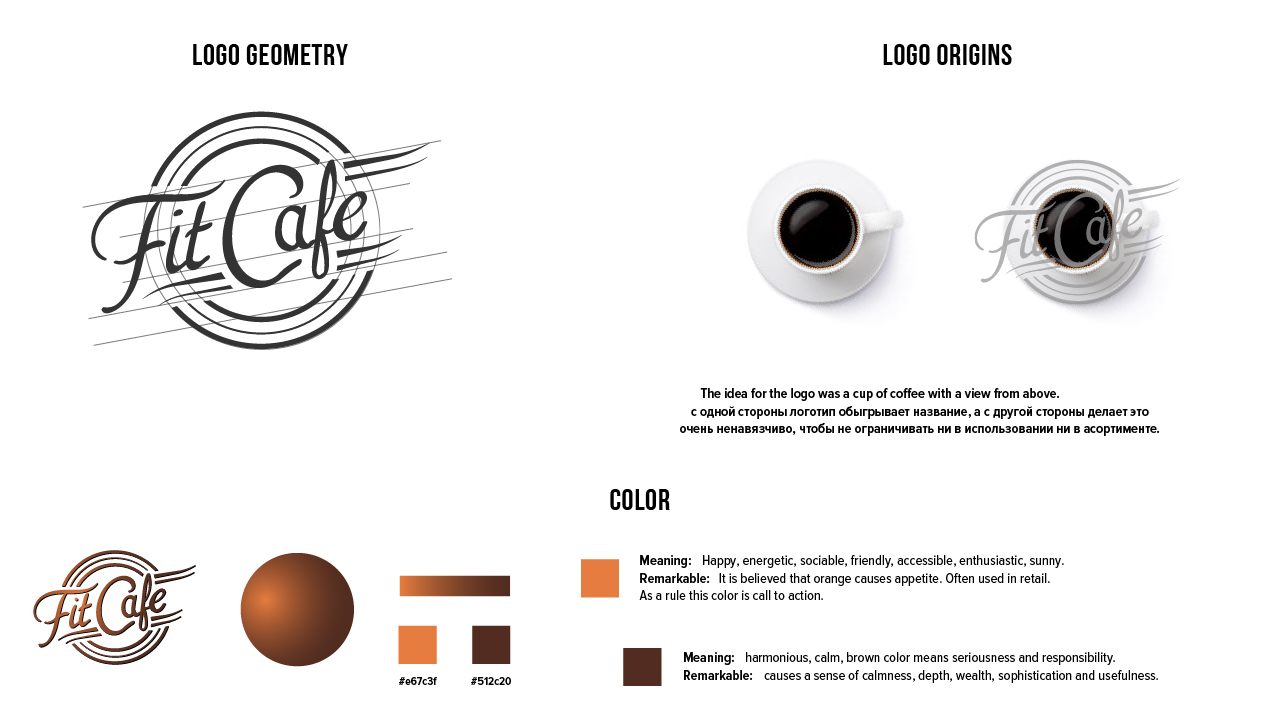 LOGO GEOMETRY
LOGO ORIGINS
Fit Cafe
Fit Cafe
The idea for the logo was a cup of coffee with a view from above.
с одной стороны логотип обыгрывает название, а с другой стороны делает это
очень ненавязчиво, чтобы не ограничивать ни в использовании ни в асортименте.
COLOR
Fit Cafe
#e67c3f
#512c20
Meaning: Happy, energetic, sociable, friendly, accessible, enthusiastic, sunny.
Remarkable: It is believed that orange causes appetite. Often used in retail.
As a rule this color is call to action.
Meaning: harmonious, calm, brown color means seriousness and responsibility.
Remarkable: causes a sense of calmness, depth, wealth, sophistication and usefulness.